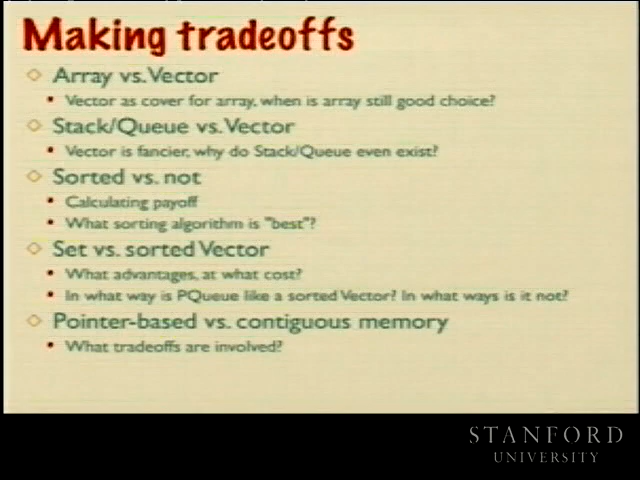 Making tradeoffs
Array vs. Vector
Vector as cover for array, when is array still good choice?
Stack/Queue vs. Vector
Vector is fancier, why do Stack/Queue even exist?
Sorted vs. not
Calculating payoff
What sorting algorithm is "best"?
Set vs. sorted Vector
What advantages, at what cost?
In what way is PQueue like a sorted Vector? In what ways is it not?
Pointer-based vs. contiguous memory
What tradeoffs are involved?
STANFORD
UNIVERSITY